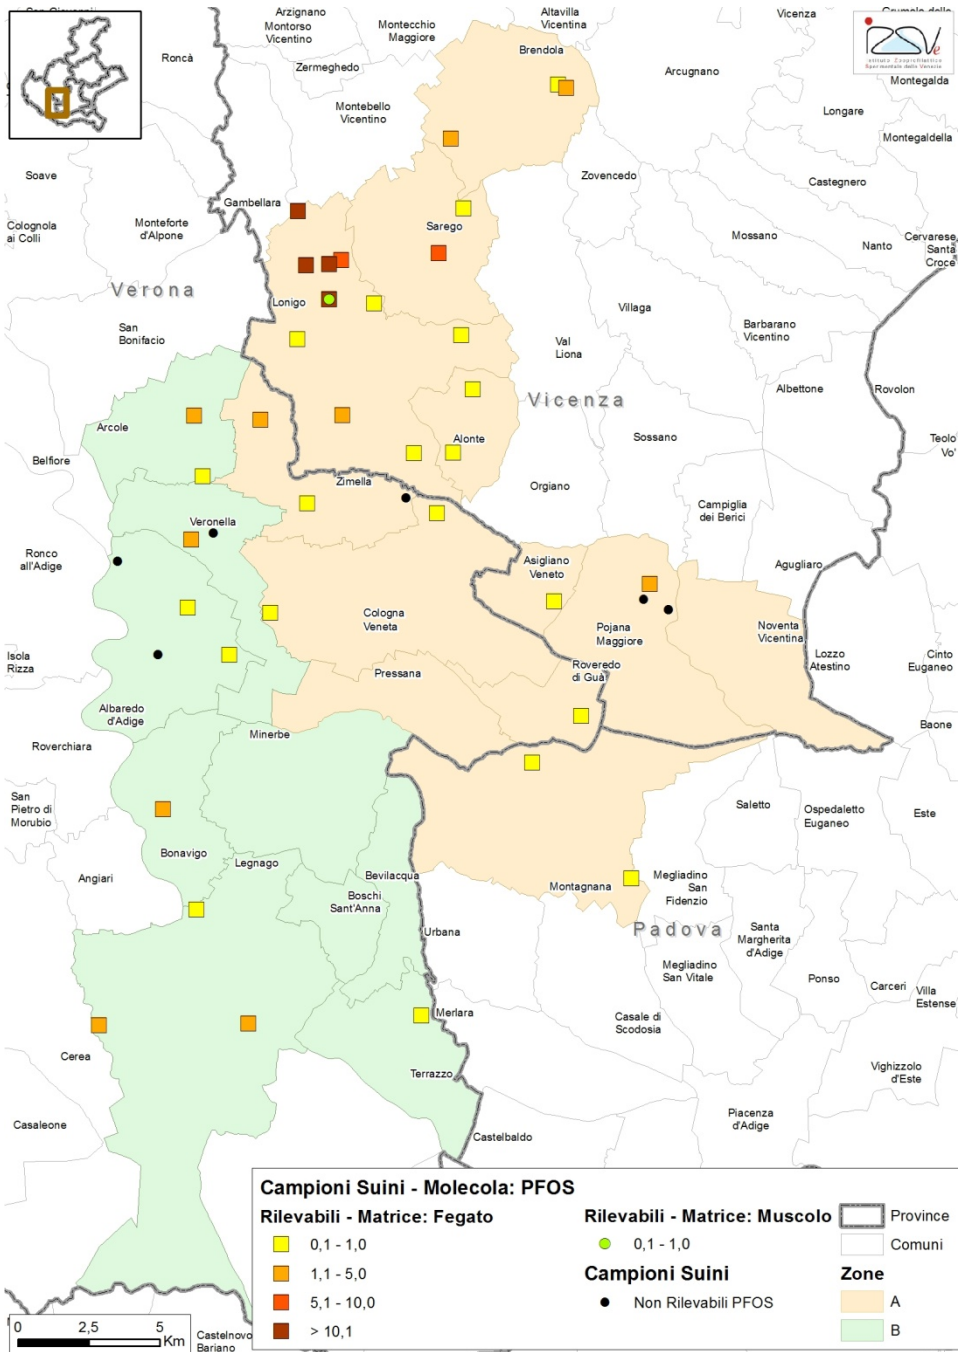 Arzignano
Montorso
Vicentino
Montecchio
Maggiore
Altavilla
Vicentina
Vicenza
Roncà
Zermeghedo
Brendola
Arcugnano
Istituto Zooprofilattico
Sperimentale delle Venezie
Montegalda
Montebello
Vicentino
Longare
Montegaldella
Soave
Zovencedo
Castegnero
Gambellara
Colognola
ai Colli
Monteforte
d'Alpone
Sarego
Mossano
Nanto
Cervarese
Santa
Croce
Verona
Lonigo
Villaga
San
Bonifacio
Barbarano
Vicentino
Val
Liona
Albettone
Rovolon
Vicenza
Arcole
Alonte
Sossano
Teolo
Vo'
Belfiore
Zimella
Orgiano
Campiglia
dei Berici
Veronella
Ronco
all'Adige
Asigliano
Veneto
Agugliaro
Cologna
Veneta
Pojana
Maggiore
Noventa
Vicentina
Isola
Rizza
Pressana
Roveredo
di Guà
Lozzo
Atestino
Cinto
Euganeo
Albaredo
d'Adige
Baone
Roverchiara
Minerbe
San
Pietro di
Morubio
Saletto
Ospedaletto
Euganeo
Este
Bonavigo
Legnago
Angiari
Bevilacqua
Boschi
Sant'Anna
Montagnana
Megliadino
San
Fidenzio
Urbana
Padova
Santa
Margherita
d'Adige
Megliadino
San Vitale
Ponso
Carceri
Villa
Estense
Merlara
Casale di
Scodosia
Cerea
Terrazzo
Vighizzolo
d'Este
Casaleone
Castelbaldo
Piacenza
d'Adige
Campioni Suini - Molecola: PFOS
Rilevabili - Matrice: Fegato
0,1 - 1,0
1,1 - 5,0
5,1 - 10,0
> 10,1
Rilevabili - Matrice: Muscolo
0,1 - 1,0
Campioni Suini
Non Rilevabili PFOS
Province
Comuni
Zone
A
B
0 2,5 5
Km
Castelnovo
Bariano